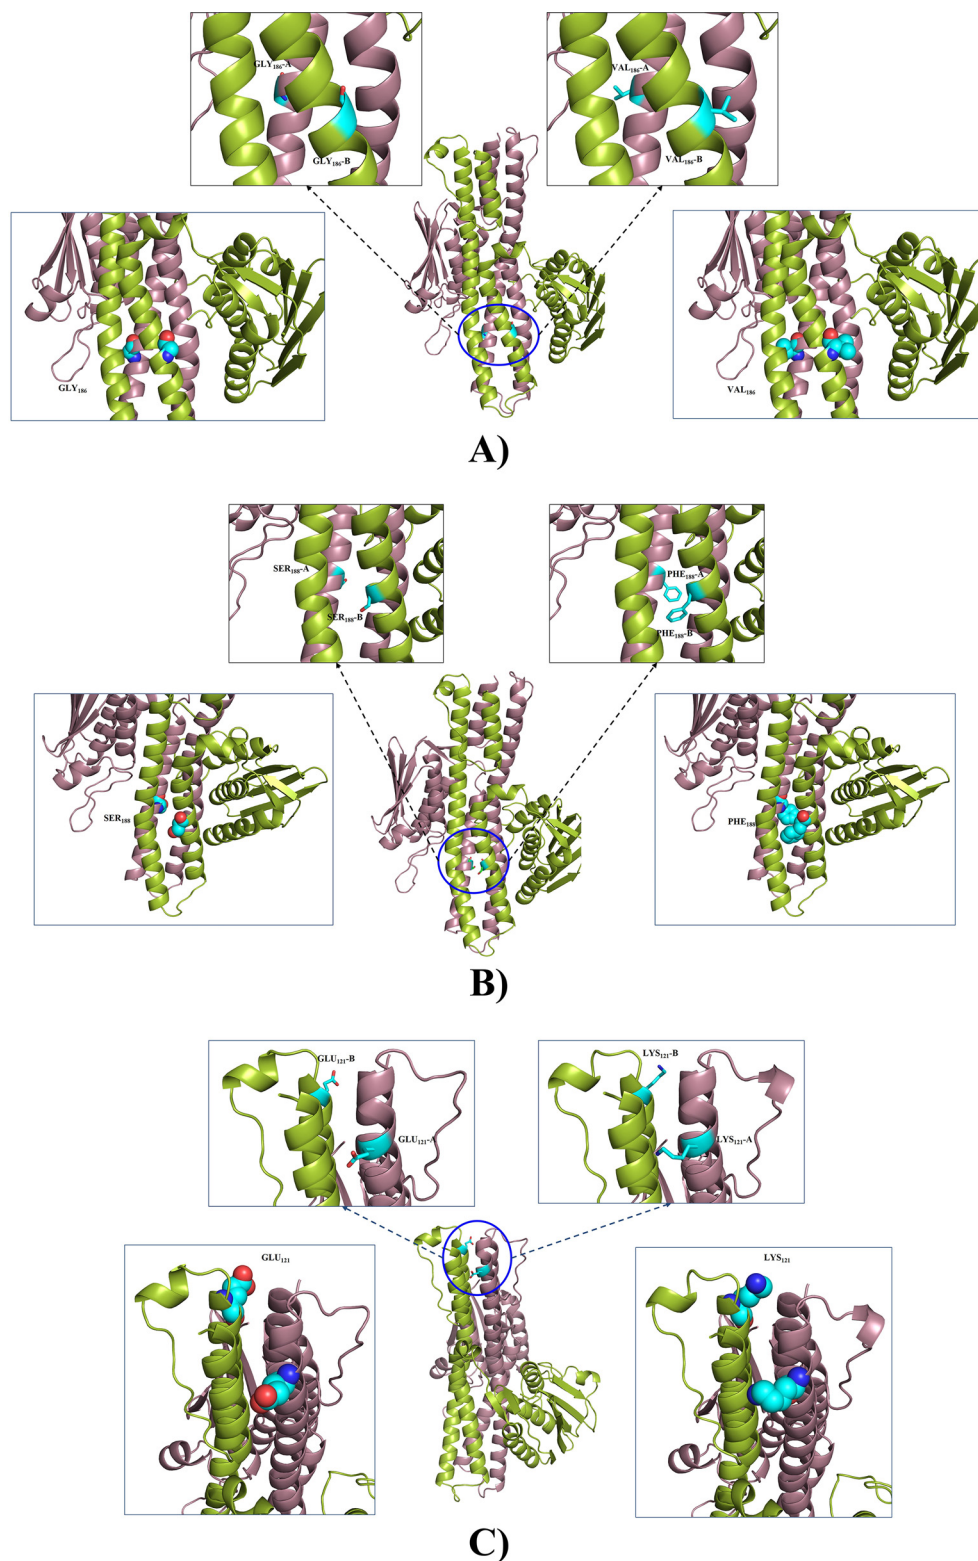 GLY186-A
GLY186-B
VAL186-A
VAL186-B
GLY186
VAL186
A)
SER188-A
SER188-B
PHE188-A
PHE188-B
SER188
PHE188
B)
GLU121-B
GLU121-A
LYS121-B
LYS121-A
GLU121
LYS121
C)